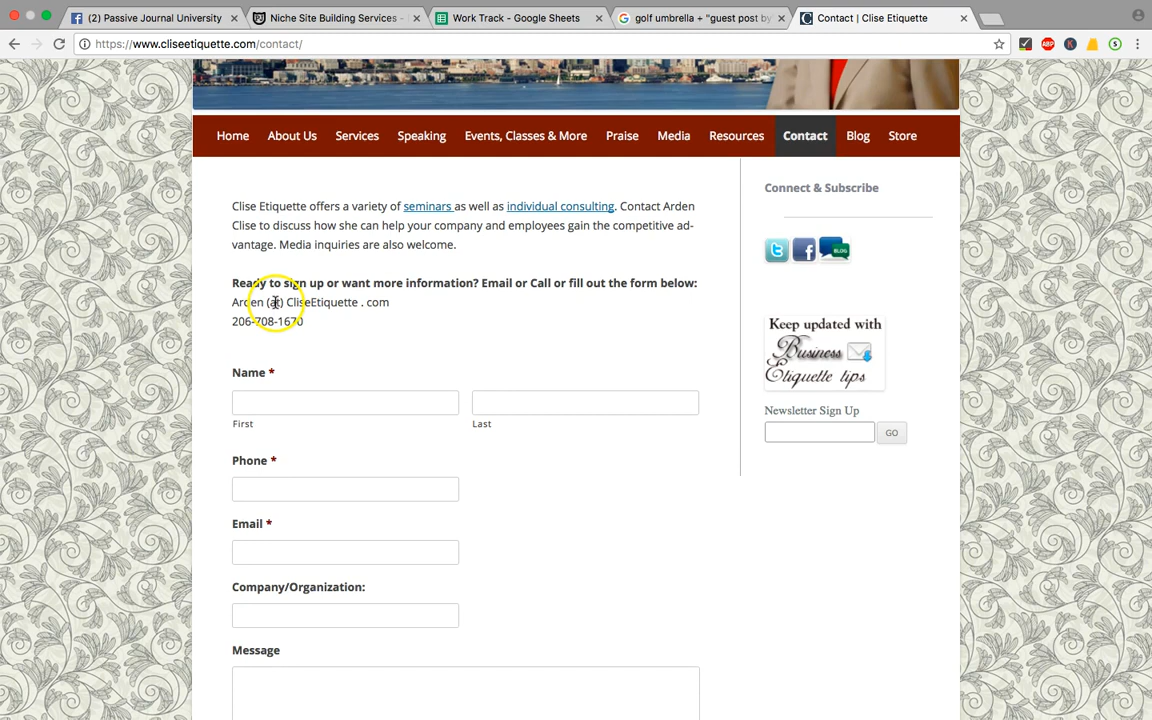 (2) Passive Journal University
Niche Site Building Services -
Work Track - Google Sheets
golf umbrella + "guest post by
Contact | Clise Etiquette
https://www.cliseetiquette.com/contact/
Home
About Us
Services
Speaking
Events, Classes & More
Praise
Media
Resources
Contact
Blog
Store
Clise Etiquette offers a variety of seminars as well as individual consulting. Contact Arden
Clise to discuss how she can help your company and employees gain the competitive ad-
vantage. Media inquiries are also welcome.
Ready to sign up or want more information? Email or Call or fill out the form below:
Arden (at) CliseEtiquette . com
206-708-1670
Name *
First
Last
Phone *
Email *
Company/Organization:
Message
Connect & Subscribe
BLOG
Keep updated with
Business
Etiquette tips
Newsletter Sign Up
GO